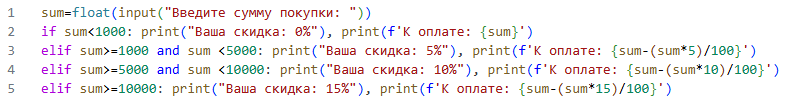 1 sum=float(input("Введите сумму покупки: "))
2 if sum<1000: print("Ваша скидка: 0%"), print(f'К оплате: {sum}')
3 elif sum>=1000 and sum <5000: print("Ваша скидка: 5%"), print(f'К оплате: {sum-(sum*5)/100}')
4 elif sum>=5000 and sum <10000: print("Ваша скидка: 10%"), print(f'К оплате: {sum-(sum*10)/100}')
5 elif sum>=10000: print("Ваша скидка: 15%"), print(f'К оплате: {sum-(sum*15)/100}')